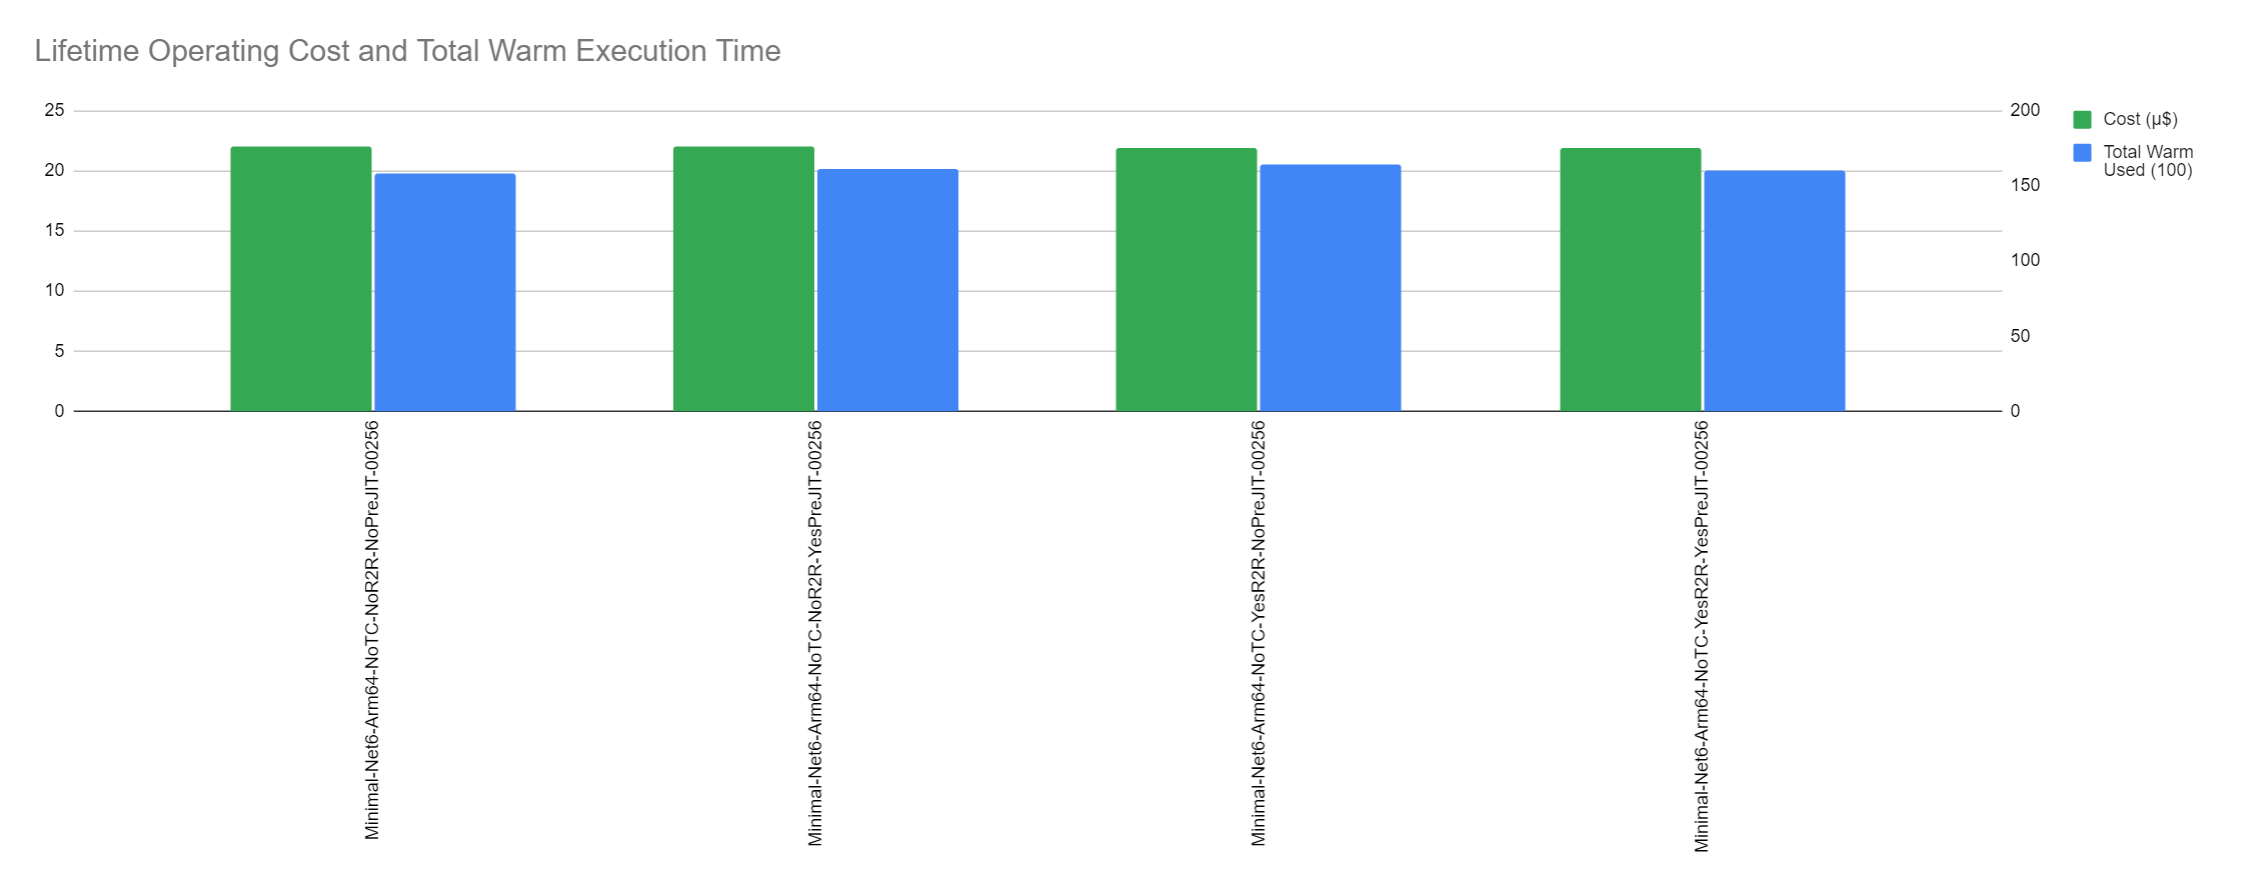 Lifetime Operating Cost and Total Warm Execution Time
25
20
15
10
5
0
200
150
100
50
0
Cost (µ$)
Total Warm
Used (100)
Minimal-Net6-Arm64-NoTC-NoR2R-NoPreJIT-00256
Minimal-Net6-Arm64-NoTC-NoR2R-YesPreJIT-00256
Minimal-Net6-Arm64-NoTC-YesR2R-NoPreJIT-00256
Minimal-Net6-Arm64-NoTC-YesR2R-YesPreJIT-00256